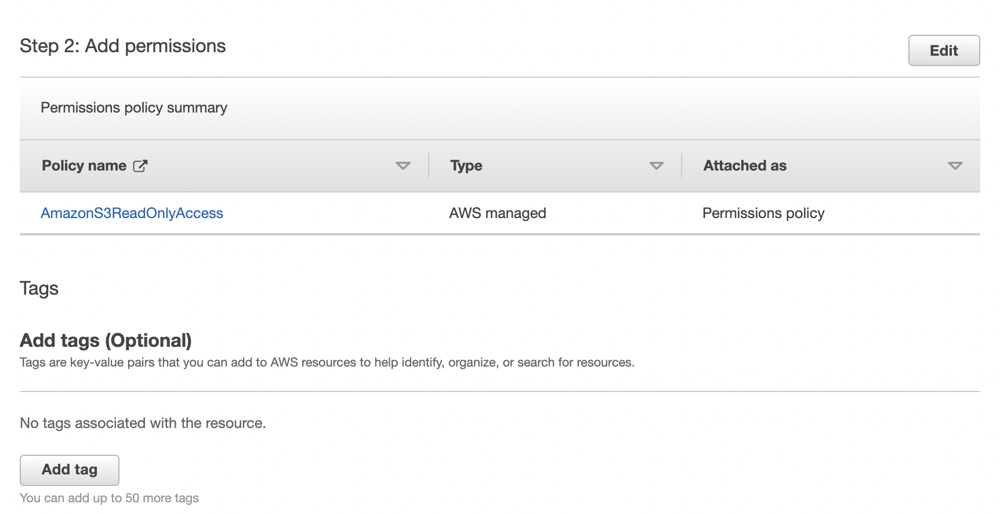 Step 2: Add permissions
Edit
Permissions policy summary
Policy name Type Attached as
AmazonS3ReadOnlyAccess AWS managed Permissions policy
Tags
Add tags (Optional)
Tags are key-value pairs that you can add to AWS resources to help identify, organize, or search for resources.
No tags associated with the resource.
Add tag
You can add up to 50 more tags